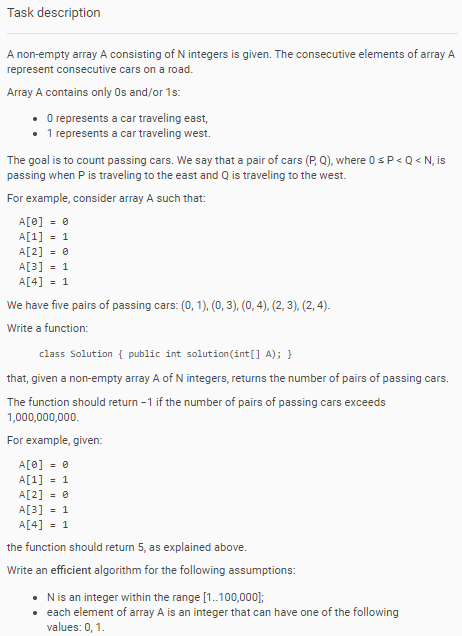 Task description
A non-empty array A consisting of N integers is given. The consecutive elements of array A
represent consecutive cars on a road.
Array A contains only 0s and/or 1s:
• 0 represents a car traveling east,
• 1 represents a car traveling west.
The goal is to count passing cars. We say that a pair of cars (P, Q), where 0 ≤ P < Q < N, is
passing when P is traveling to the east and Q is traveling to the west.
For example, consider array A such that:
A[0] = 0
A[1] = 1
A[2] = 0
A[3] = 1
A[4] = 1
We have five pairs of passing cars: (0, 1), (0, 3), (0, 4), (2, 3), (2, 4).
Write a function:
class Solution { public int solution(int[] A); }
that, given a non-empty array A of N integers, returns the number of pairs of passing cars.
The function should return −1 if the number of pairs of passing cars exceeds
1,000,000,000.
For example, given:
A[0] = 0
A[1] = 1
A[2] = 0
A[3] = 1
A[4] = 1
the function should return 5, as explained above.
Write an efficient algorithm for the following assumptions:
• N is an integer within the range [1..100,000];
• each element of array A is an integer that can have one of the following
values: 0, 1.